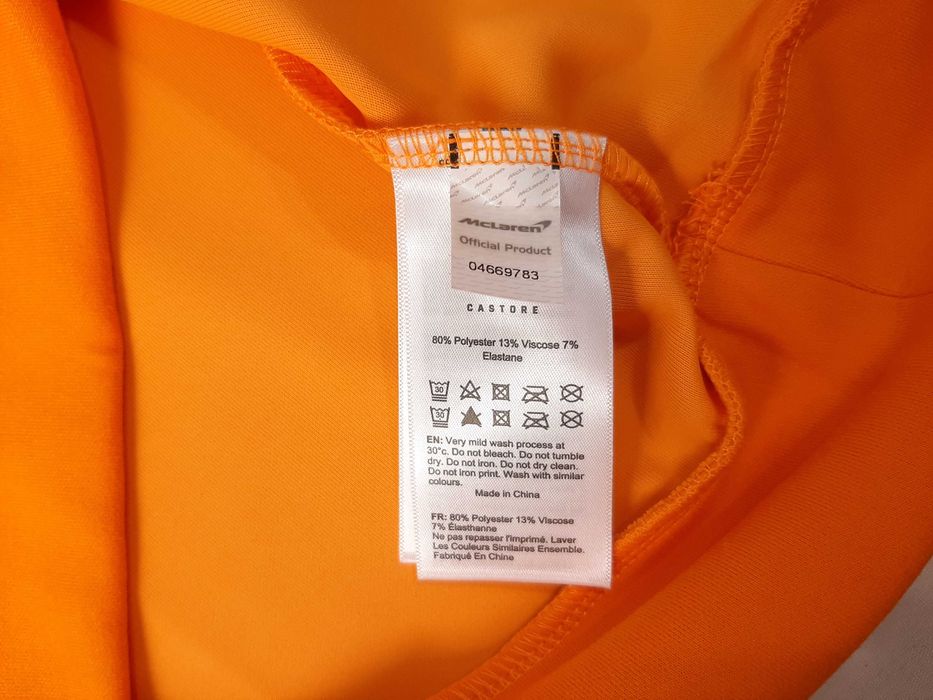 McLaren
Official Product
04669783
CASTORE
80% Polyester 13% Viscose 7%
Elastane
30
30
EN: Very mild wash process at
30°c. Do not bleach. Do not tumble
dry. Do not iron. Do not dry clean.
Do not iron print. Wash with similar
colours.
Made in China
FR: 80% Polyester 13% Viscose
7% Élasthanne
Ne pas repasser l'imprimé. Laver
Les Couleurs Similaires Ensemble.
Fabriqué En Chine